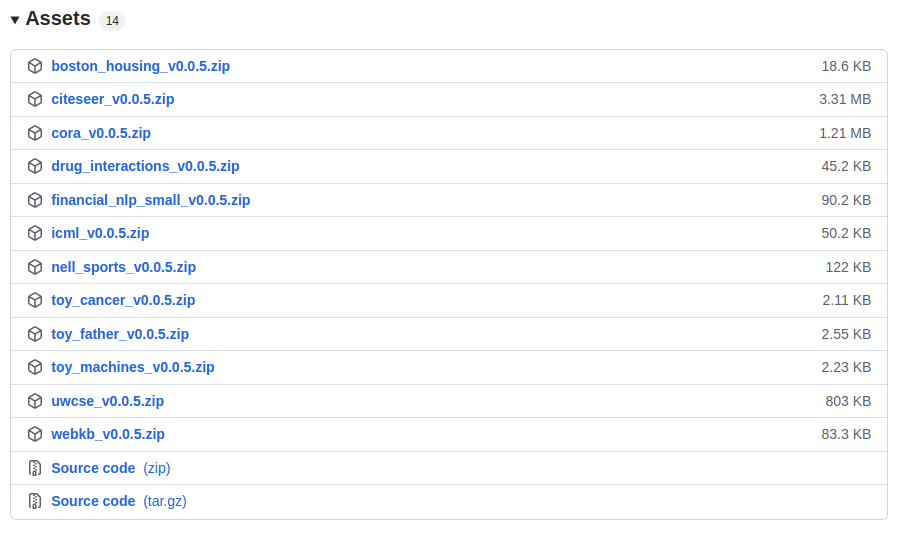 Assets 14
boston_housing_v0.0.5.zip 18.6 KB
citeseer_v0.0.5.zip 3.31 MB
cora_v0.0.5.zip 1.21 MB
drug_interactions_v0.0.5.zip 45.2 KB
financial_nlp_small_v0.0.5.zip 90.2 KB
icml_v0.0.5.zip 50.2 KB
nell_sports_v0.0.5.zip 122 KB
toy_cancer_v0.0.5.zip 2.11 KB
toy_father_v0.0.5.zip 2.55 KB
toy_machines_v0.0.5.zip 2.23 KB
uwcse_v0.0.5.zip 803 KB
webkb_v0.0.5.zip 83.3 KB
Source code (zip)
Source code (tar.gz)